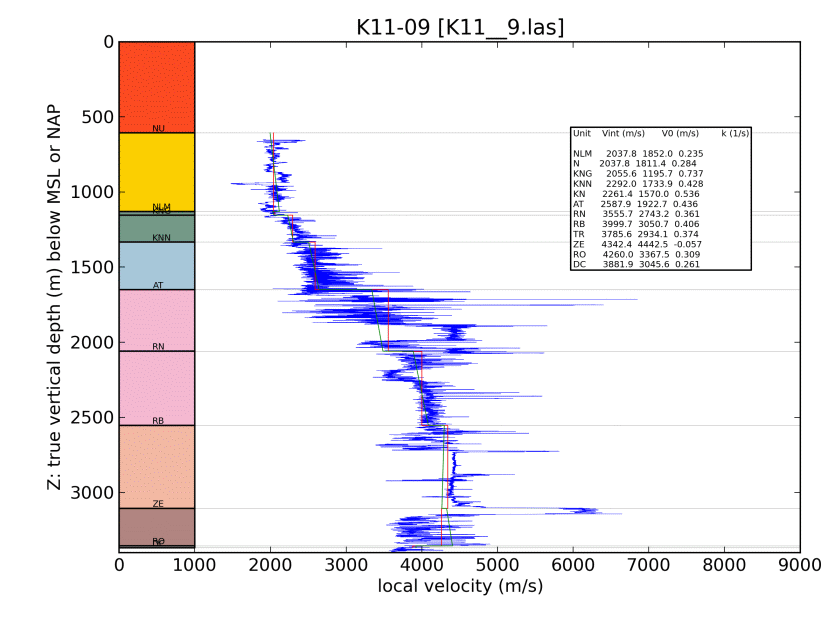 K11-09 [K11__9.las]
0
500
1000
1500
2000
2500
3000
Z: true vertical depth (m) below MSL or NAP
NU
NLM
KNN
AT
RN
RB
ZE
RO
Unit Vint (m/s) V0 (m/s) k (1/s)
NLM 2037.8 1852.0 0.235
N 2037.8 1811.4 0.284
KNG 2055.6 1195.7 0.737
KNN 2292.0 1733.9 0.428
KN 2261.4 1570.0 0.536
AT 2587.9 1922.7 0.436
RN 3555.7 2743.2 0.361
RB 3999.7 3050.7 0.406
TR 3785.6 2934.1 0.374
ZE 4342.4 4442.5 -0.057
RO 4260.0 3367.5 0.309
DC 3881.9 3045.6 0.261
0 1000 2000 3000 4000 5000 6000 7000 8000 9000
local velocity (m/s)